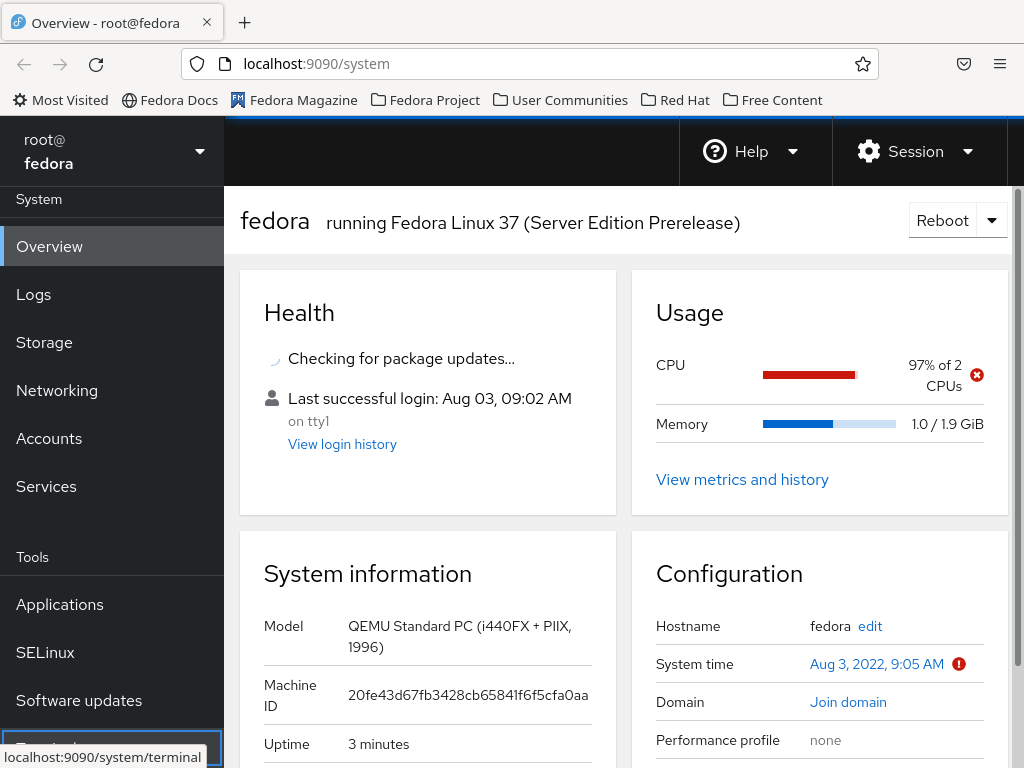 Overview - root@fedora
localhost:9090/system
Most Visited
Fedora Docs
Fedora Magazine
Fedora Project
User Communities
Red Hat
Free Content
root@
fedora
Help
Session
System
Overview
Logs
Storage
Networking
Accounts
Services
Tools
Applications
SELinux
Software updates
localhost:9090/system/terminal
fedora running Fedora Linux 37 (Server Edition Prerelease)
Reboot
Health
Checking for package updates...
Last successful login: Aug 03, 09:02 AM
on tty1
View login history
Usage
CPU
97% of 2
CPUs
Memory
1.0 / 1.9 GiB
View metrics and history
System information
Model
QEMU Standard PC (i440FX + PIIX,
1996)
Machine
ID
20fe43d67fb3428cb65841f6f5cfa0aa
Uptime
3 minutes
Configuration
Hostname
fedora edit
System time
Aug 3, 2022, 9:05 AM
Domain
Join domain
Performance profile
none